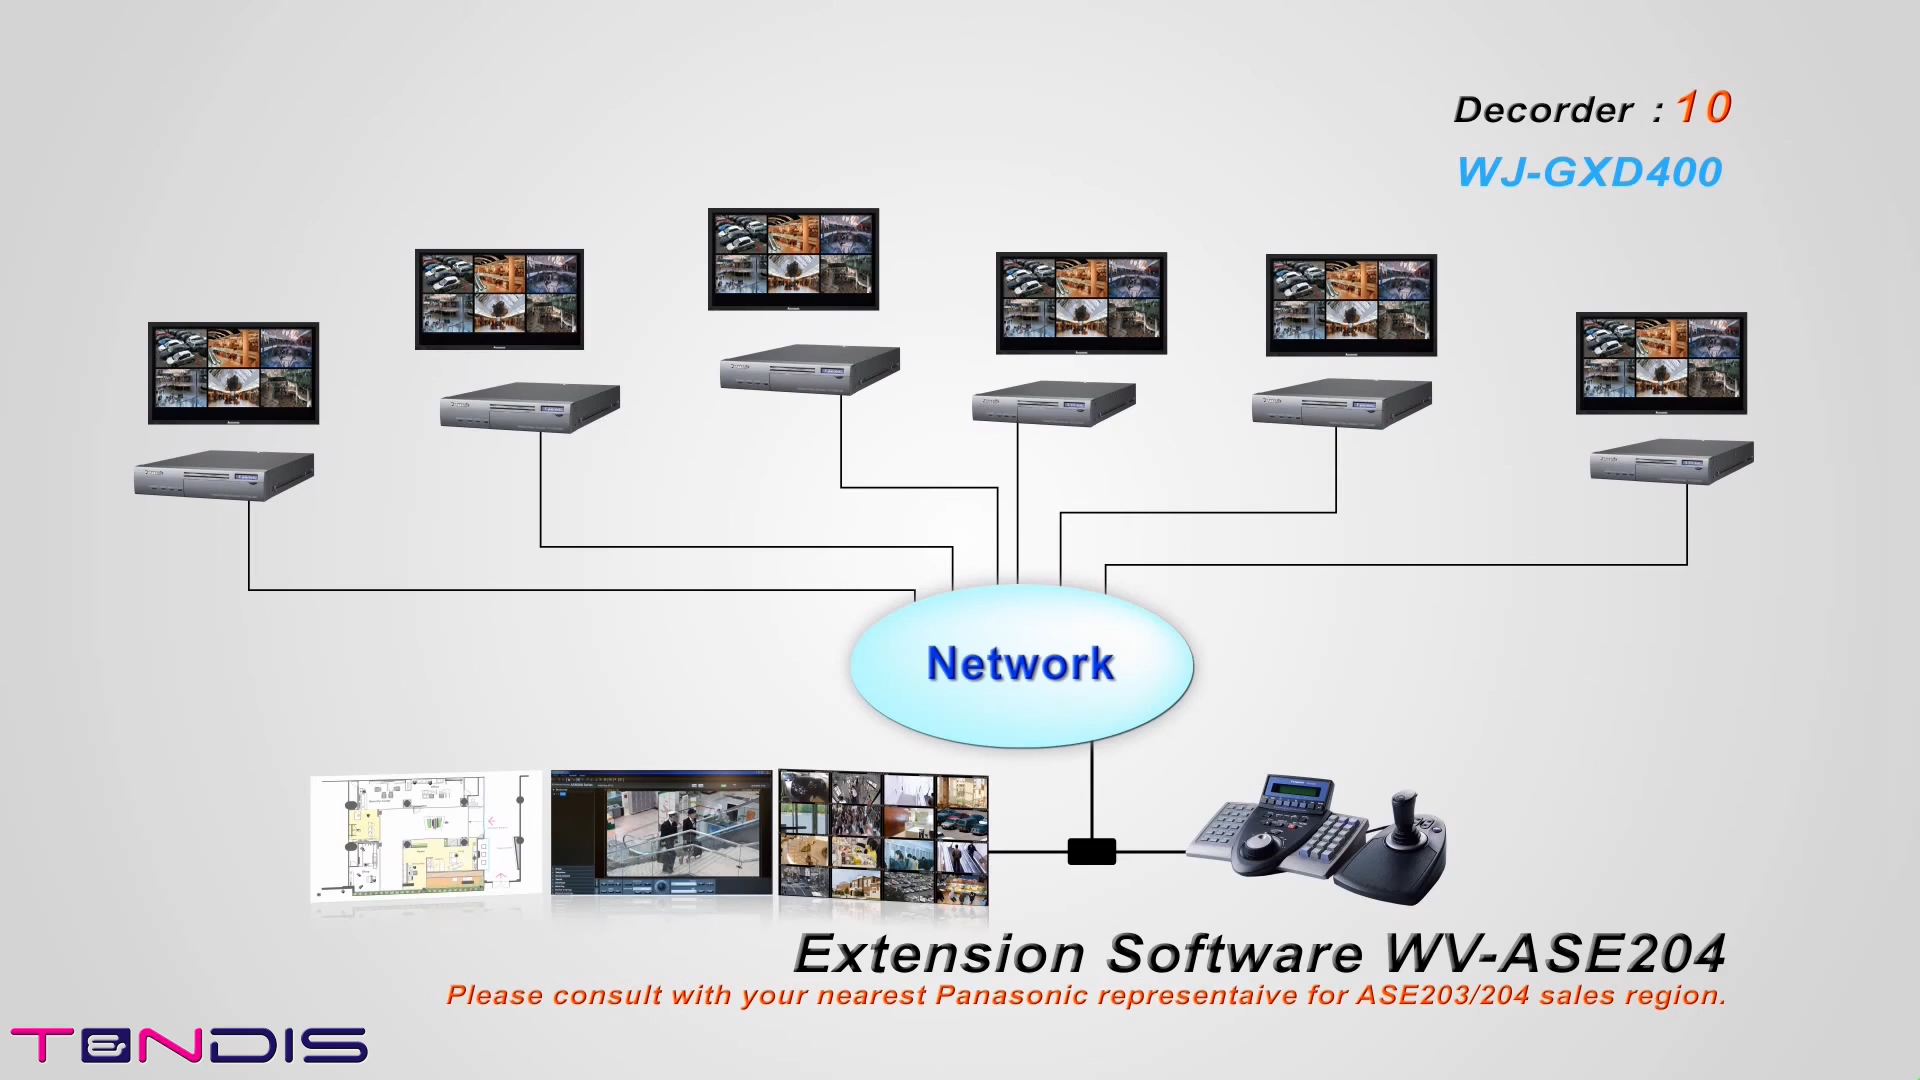 Decorder : 10
WJ-GXD400
Network
Extension Software WV-ASE204
Please consult with your nearest Panasonic representaive for ASE203/204 sales region.
T&NDIS